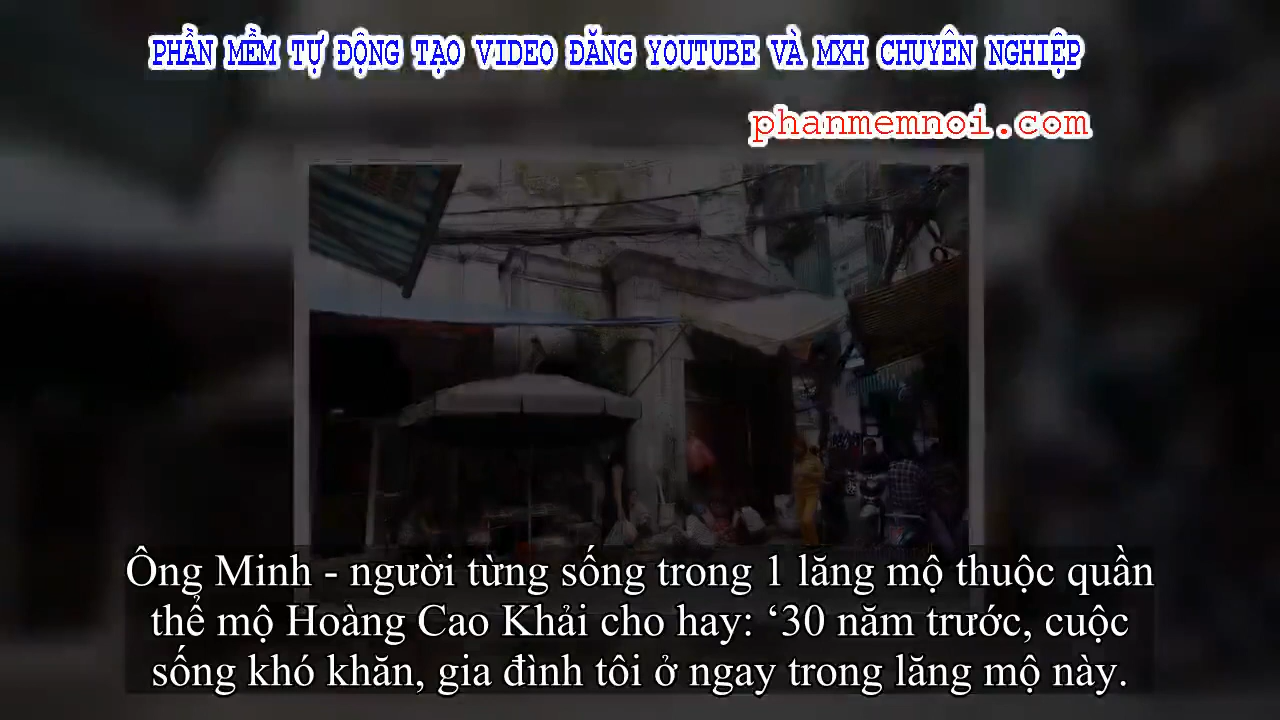 PHẦN MỀM TỰ ĐỘNG TẠO VIDEO ĐĂNG YOUTUBE VÀ MXH CHUYÊN NGHIỆP
phanmemnoi.com
Ông Minh - người từng sống trong 1 lăng mộ thuộc quần
thể mộ Hoàng Cao Khải cho hay: ‘30 năm trước, cuộc
sống khó khăn, gia đình tôi ở ngay trong lăng mộ này.